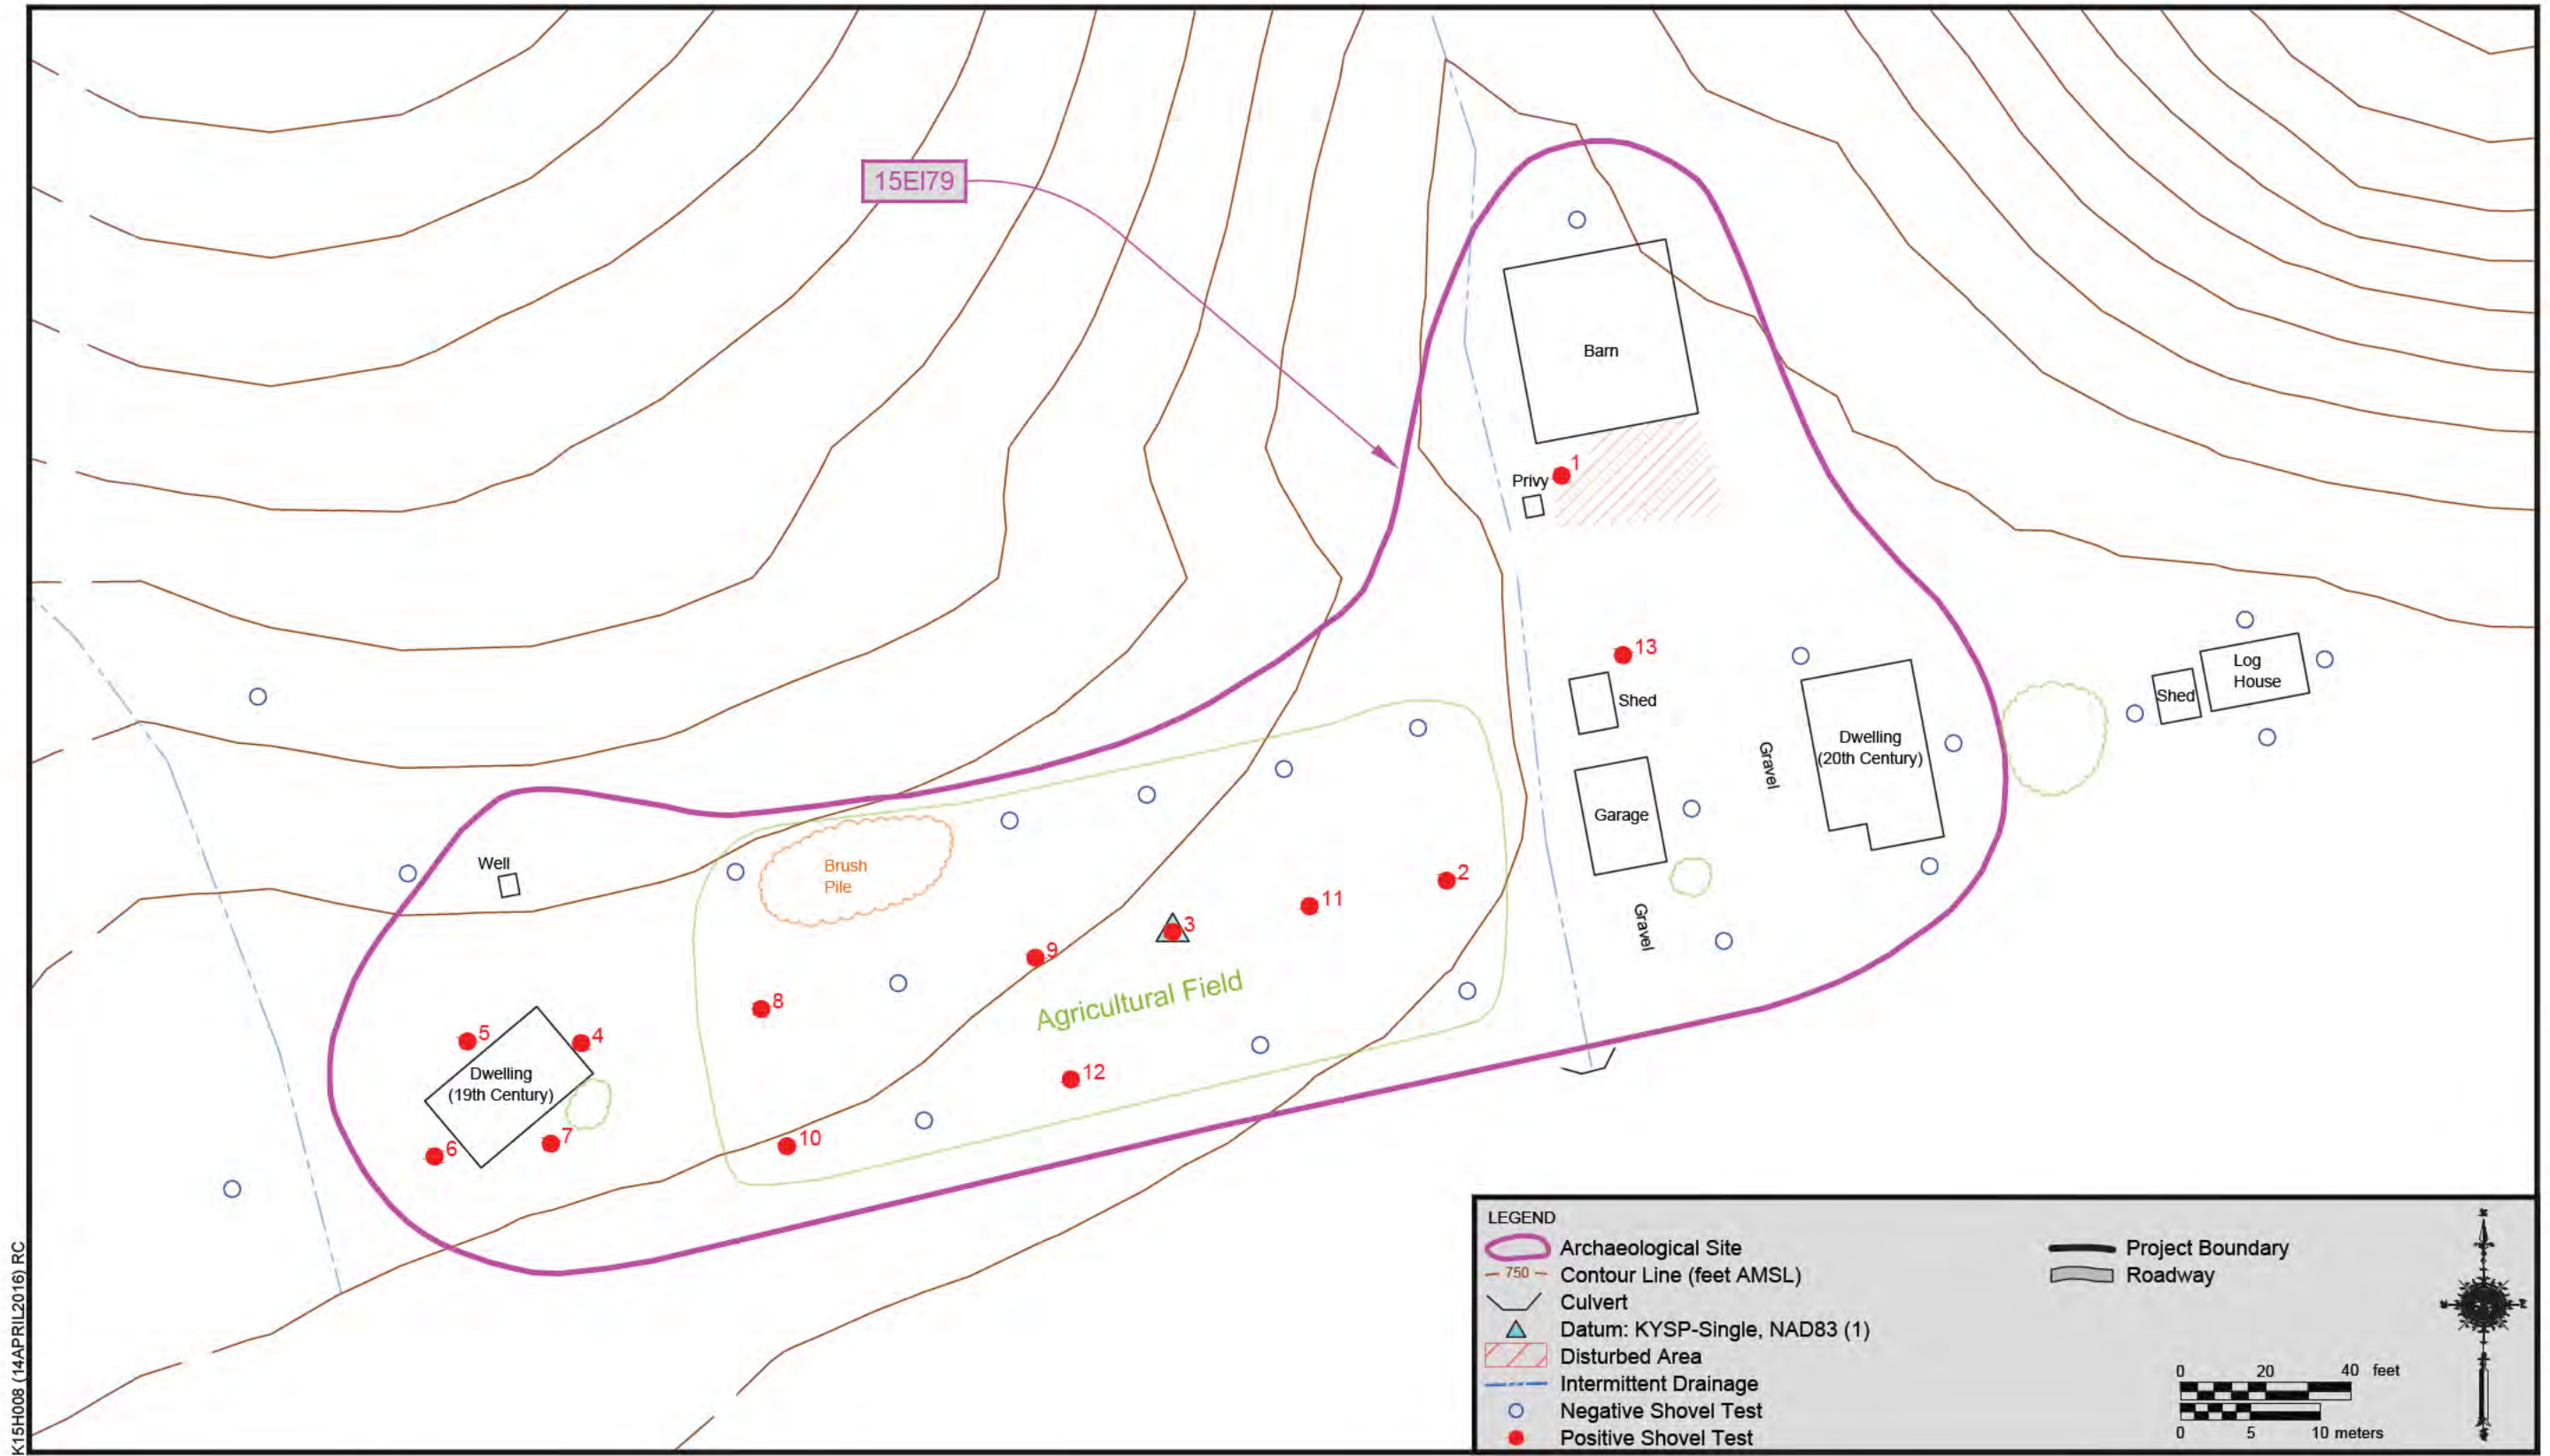 15El79
Barn
1
Privy
13
Shed
Log
House
Shed
Dwelling
(20th Century)
Gravel
Garage
Well
Brush
Pile
2
11
3
9
Gravel
8
Agricultural Field
5
4
Dwelling
(19th Century)
12
7
6
10
LEGEND
Archaeological Site
750 Contour Line (feet AMSL)
Culvert
Datum: KYSP-Single, NAD83 (1)
Disturbed Area
Intermittent Drainage
Negative Shovel Test
Positive Shovel Test
Project Boundary
Roadway
0 20 40 feet
0 5 10 meters
K15H008 (14APRIL2016) RC